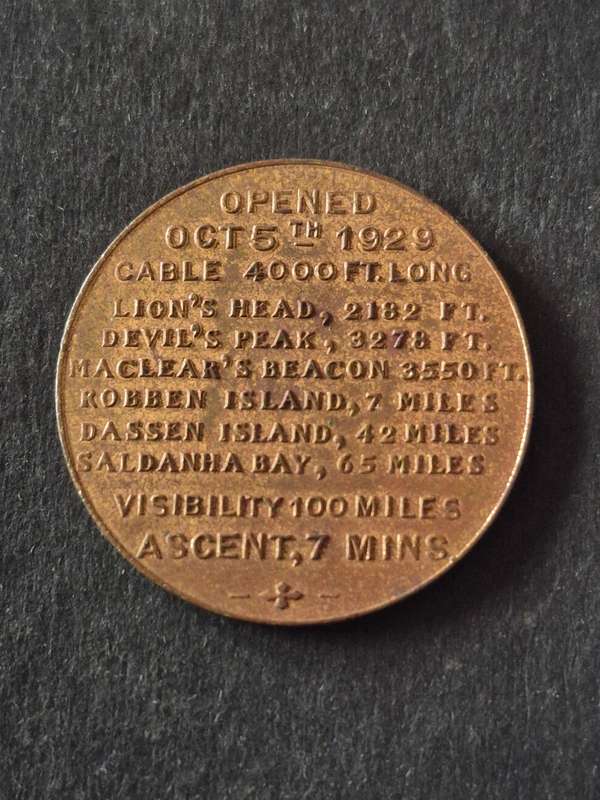 OPENED
OCT 5TH 1929
CABLE 4000 FT. LONG
LION'S HEAD, 2182 FT.
DEVIL'S PEAK, 3278 FT.
MACLEAR'S BEACON 3550 FT.
ROBBEN ISLAND, 7 MILES
DASSEN ISLAND, 42 MILES
SALDANHA BAY, 65 MILES
VISIBILITY 100 MILES
ASCENT, 7 MINS.